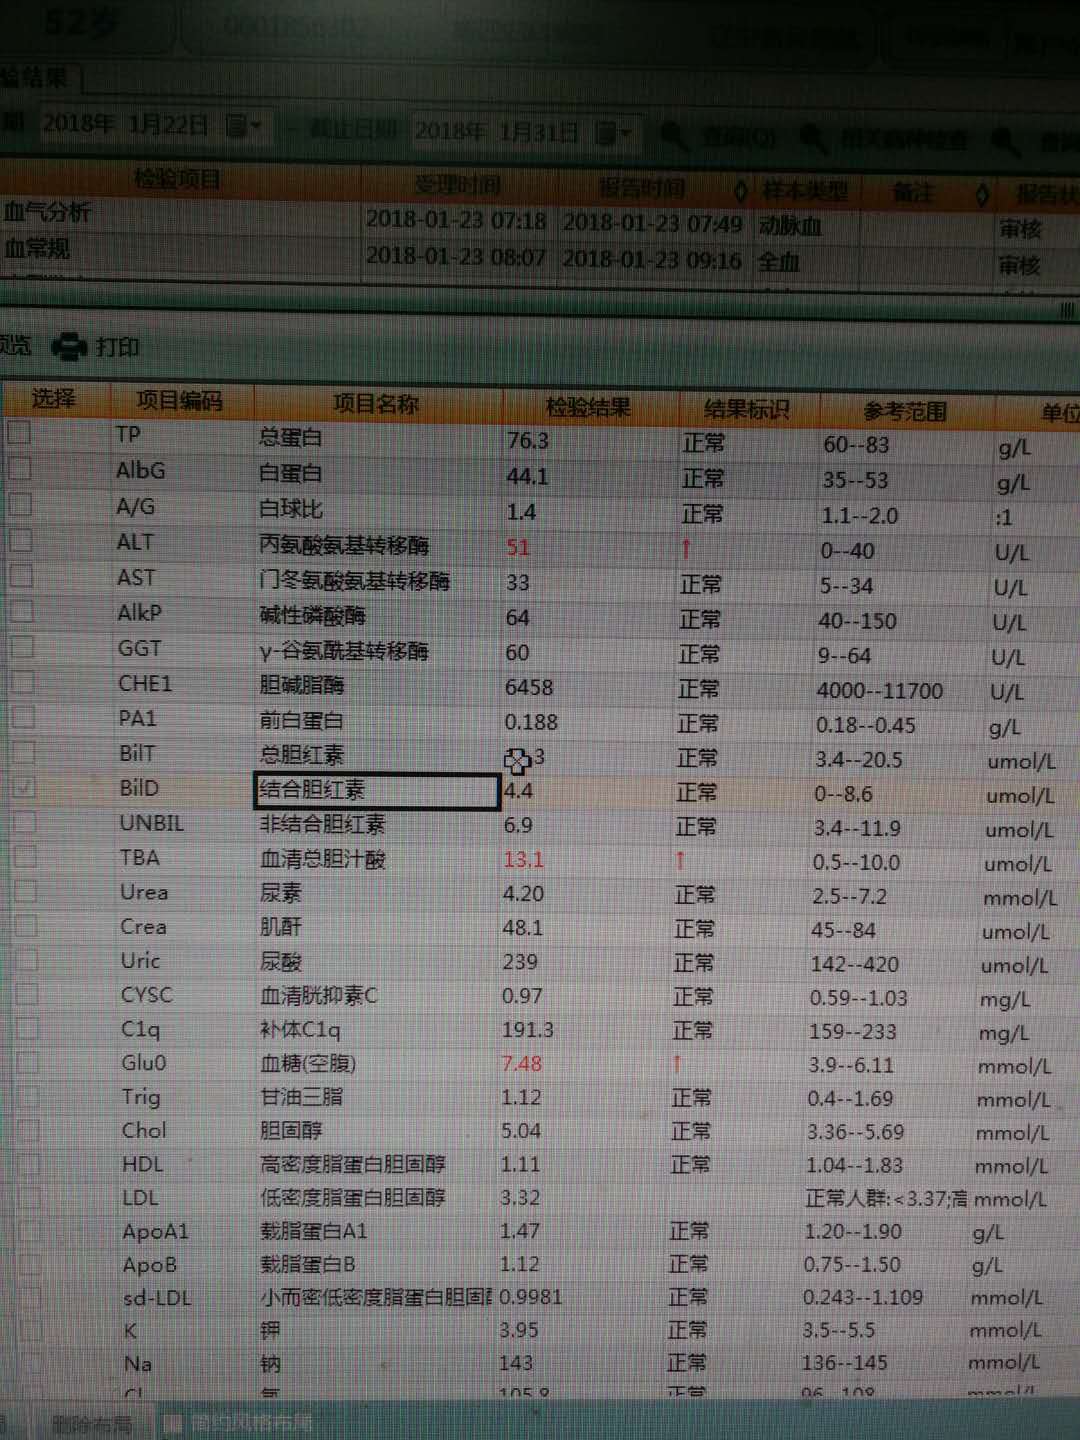 52岁
验结果
期 2018年 1月22日 截止日期 2018年 1月31日 查询(Q) 相关病种检查
检验项目 受理时间 报告时间 样本类型 备注 报告状
血气分析 2018-01-23 07:18 2018-01-23 07:49 动脉血 审核
血常规 2018-01-23 08:07 2018-01-23 09:16 全血 审核
预览 打印
选择 项目编码 项目名称 检验结果 结果标识 参考范围 单位
TP 总蛋白 76.3 正常 60--83 g/L
AlbG 白蛋白 44.1 正常 35--53 g/L
A/G 白球比 1.4 正常 1.1--2.0 :1
ALT 丙氨酸氨基转移酶 51 ↑ 0--40 U/L
AST 门冬氨酸氨基转移酶 33 正常 5--34 U/L
AlkP 碱性磷酸酶 64 正常 40--150 U/L
GGT γ-谷氨酰基转移酶 60 正常 9--64 U/L
CHE1 胆碱脂酶 6458 正常 4000--11700 U/L
PA1 前白蛋白 0.188 正常 0.18--0.45 g/L
BilT 总胆红素 3 正常 3.4--20.5 umol/L
BilD 结合胆红素 4.4 正常 0--8.6 umol/L
UNBIL 非结合胆红素 6.9 正常 3.4--11.9 umol/L
TBA 血清总胆汁酸 13.1 ↑ 0.5--10.0 umol/L
Urea 尿素 4.20 正常 2.5--7.2 mmol/L
Crea 肌酐 48.1 正常 45--84 umol/L
Uric 尿酸 239 正常 142--420 umol/L
CYSC 血清胱抑素C 0.97 正常 0.59--1.03 mg/L
C1q 补体C1q 191.3 正常 159--233 mg/L
Glu0 血糖(空腹) 7.48 ↑ 3.9--6.11 mmol/L
Trig 甘油三脂 1.12 正常 0.4--1.69 mmol/L
Chol 胆固醇 5.04 正常 3.36--5.69 mmol/L
HDL 高密度脂蛋白胆固醇 1.11 正常 1.04--1.83 mmol/L
LDL 低密度脂蛋白胆固醇 3.32 正常人群:<3.37;高 mmol/L
ApoA1 载脂蛋白A1 1.47 正常 1.20--1.90 g/L
ApoB 载脂蛋白B 1.12 正常 0.75--1.50 g/L
sd-LDL 小而密低密度脂蛋白胆固 0.9981 正常 0.243--1.109 mmol/L
K 钾 3.95 正常 3.5--5.5 mmol/L
Na 钠 143 正常 136--145 mmol/L
Cl 氯 105.8 正常 96--108 mmol/L
删除布局 简约风格布局